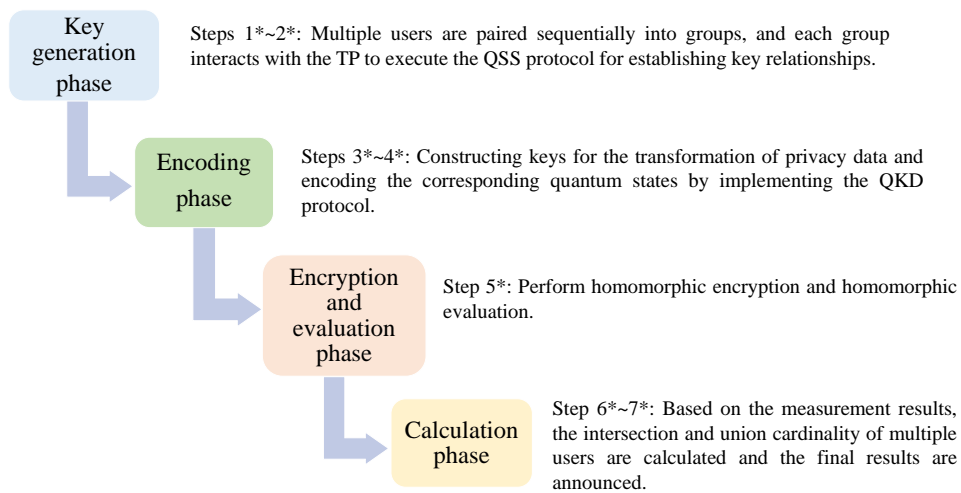 Key
generation
phase
Steps 1*~2*: Multiple users are paired sequentially into groups, and each group
interacts with the TP to execute the QSS protocol for establishing key relationships.
Encoding
phase
Steps 3*~4*: Constructing keys for the transformation of privacy data and
encoding the corresponding quantum states by implementing the QKD
protocol.
Encryption
and
evaluation
phase
Step 5*: Perform homomorphic encryption and homomorphic
evaluation.
Calculation
phase
Step 6*~7*: Based on the measurement results,
the intersection and union cardinality of multiple
users are calculated and the final results are
announced.